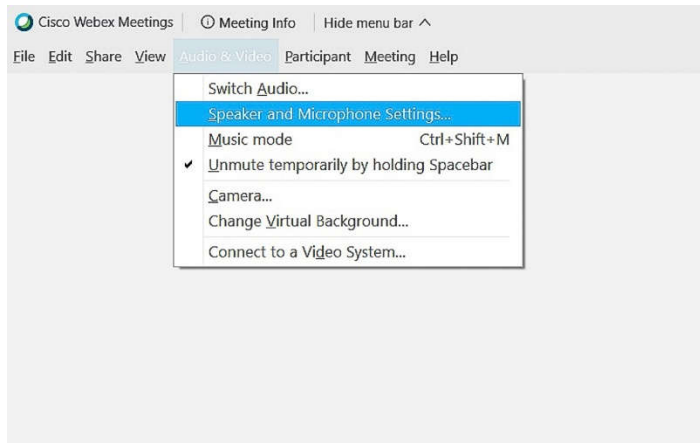 Cisco Webex Meetings Meeting Info Hide menu bar
File Edit Share View Audio & Video Participant Meeting Help
Switch Audio...
Speaker and Microphone Settings...
Music mode Ctrl+Shift+M
Unmute temporarily by holding Spacebar
Camera...
Change Virtual Background...
Connect to a Video System...